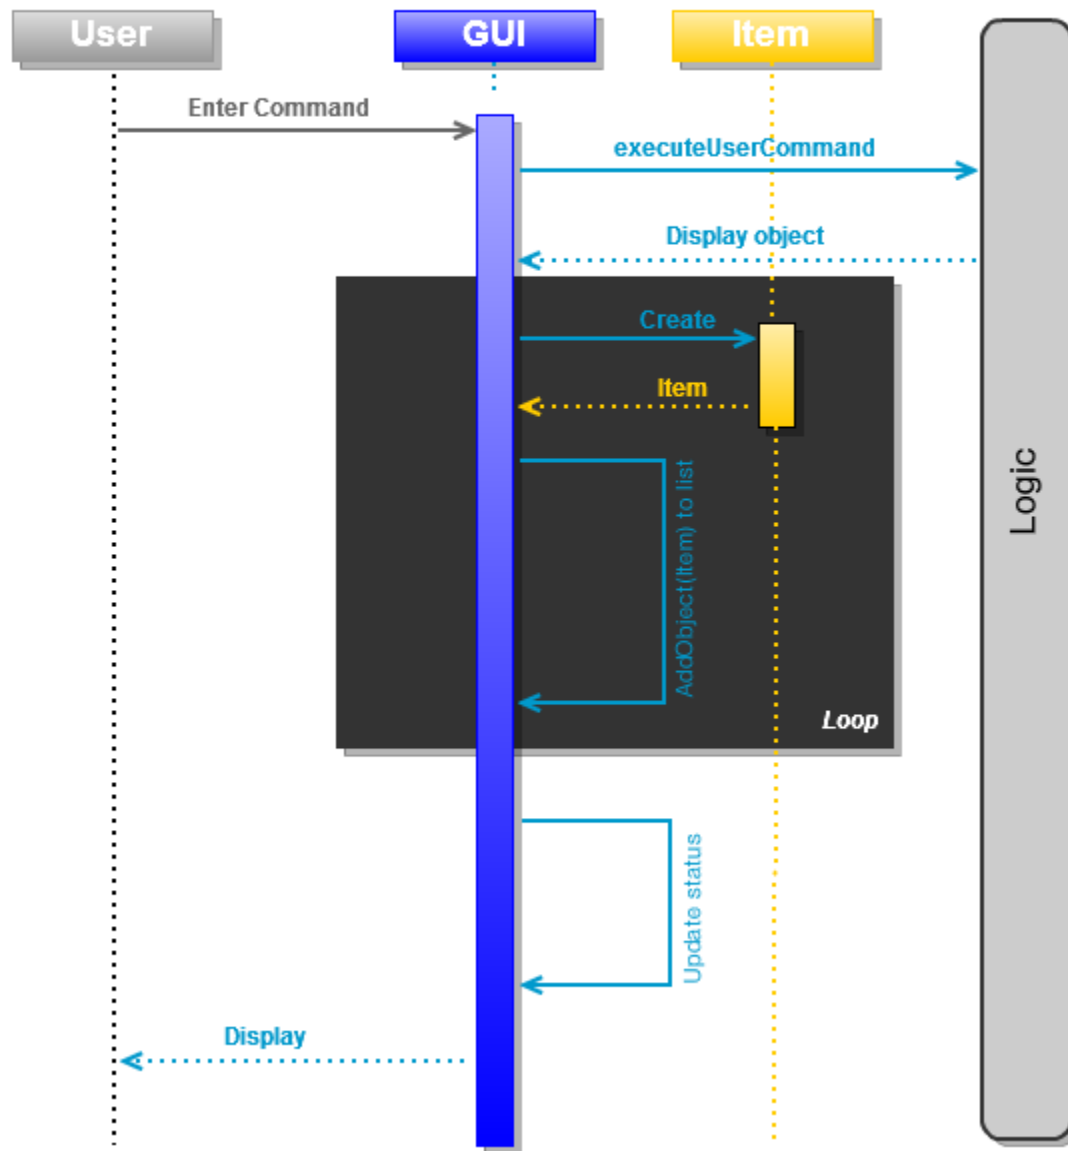 User
GUI
Item
Enter Command
executeUserCommand
Display object
Create
Item
AddObject(Item) to list
Logic
Loop
Update status
Display